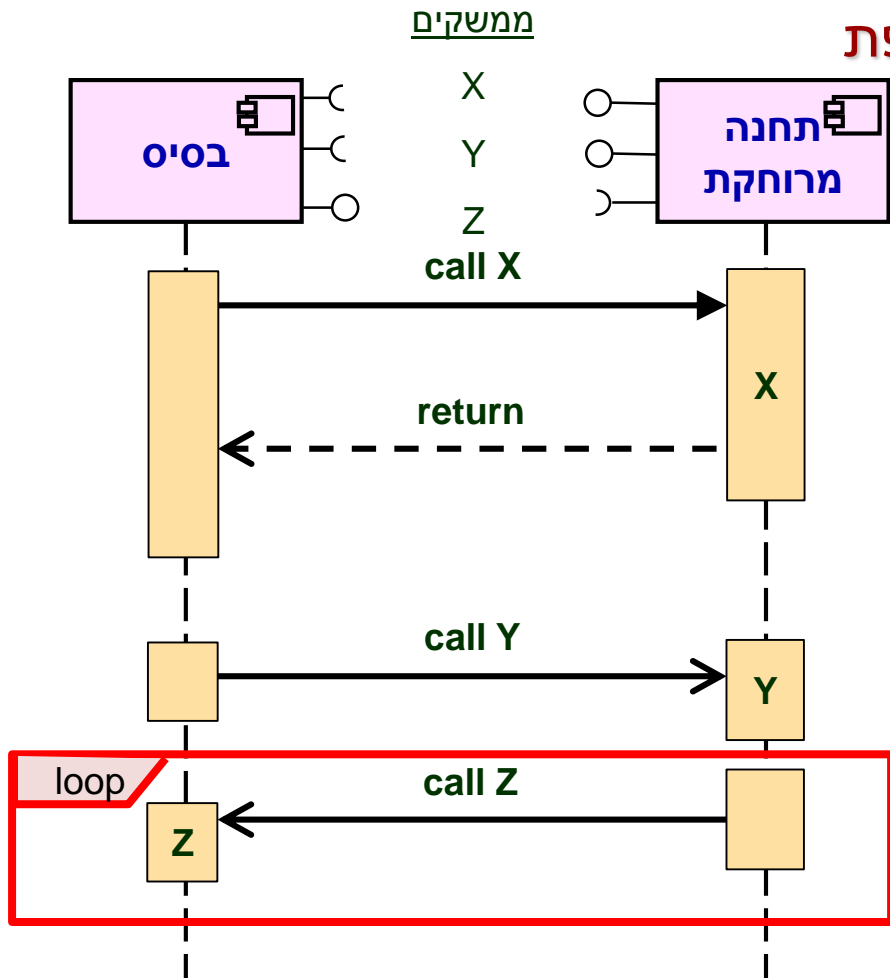 ממשקים
בסיס
X
Y
Z
תחנה
מרוחקת
call X
X
return
call Y
Y
loop
call Z
Z